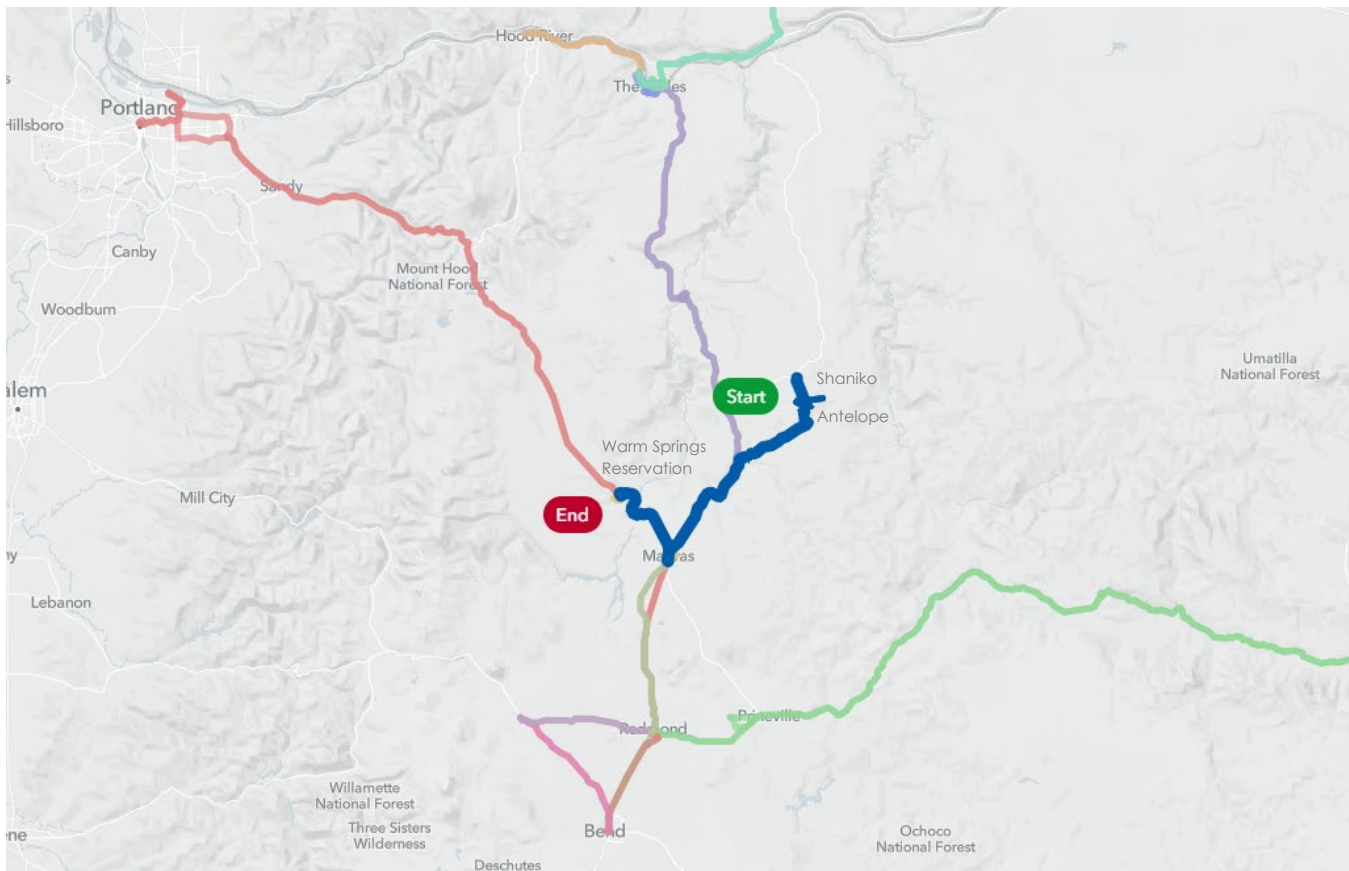 Hood River
The Dalles
Portland
Hillsboro
Sandy
Canby
Mount Hood
National Forest
Woodburn
Umatilla
National Forest
Shaniko
Start
alem
Antelope
Warm Springs
Reservation
Mill City
End
Madras
Lebanon
Prineville
Redmond
Willamette
National Forest
Bend
Three Sisters
Wilderness
Ochoco
National Forest
ene
Deschutes